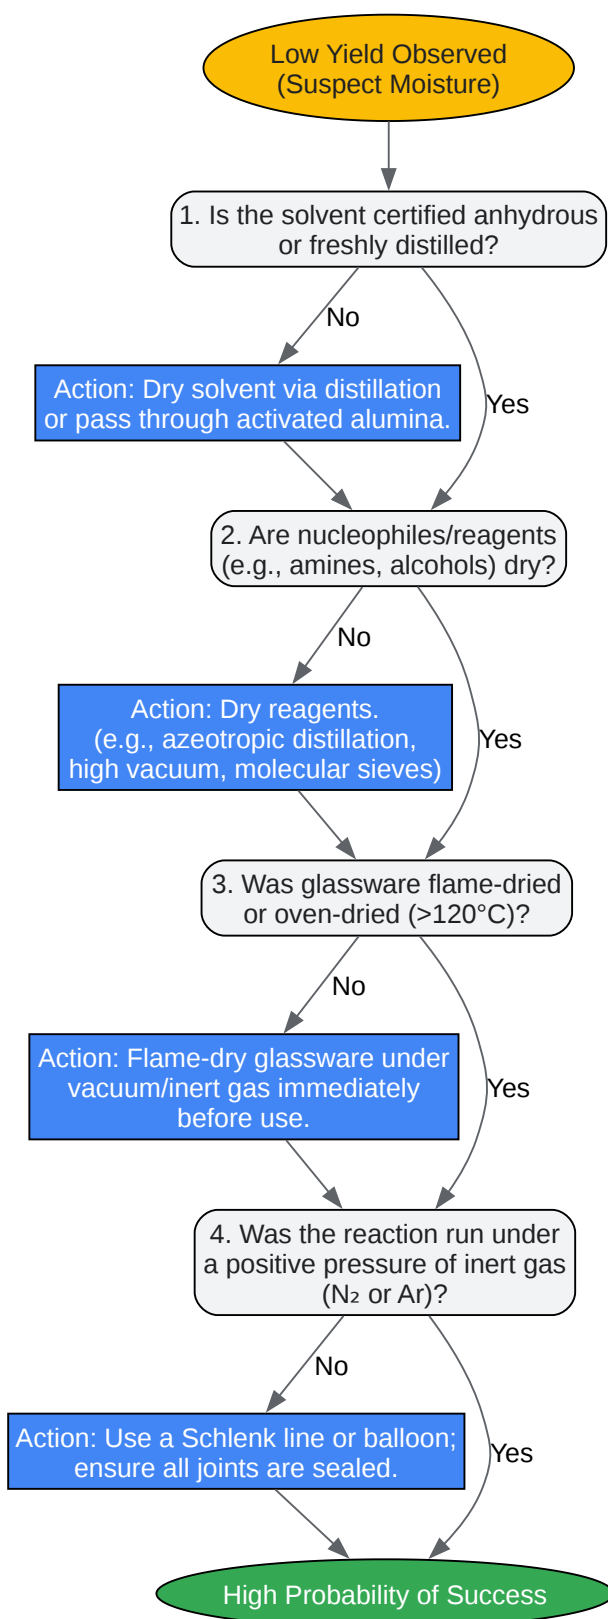 Low Yield Observed
(Suspect Moisture)
1. Is the solvent certified anhydrous
or freshly distilled?
No
Action: Dry solvent via distillation
or pass through activated alumina.
Yes
2. Are nucleophiles/reagents
(e.g., amines, alcohols) dry?
No
Action: Dry reagents.
(e.g., azeotropic distillation,
high vacuum, molecular sieves)
Yes
3. Was glassware flame-dried
or oven-dried (>120°C)?
No
Action: Flame-dry glassware under
vacuum/inert gas immediately
before use.
Yes
4. Was the reaction run under
a positive pressure of inert gas
(N₂ or Ar)?
No
Action: Use a Schlenk line or balloon;
ensure all joints are sealed.
Yes
High Probability of Success